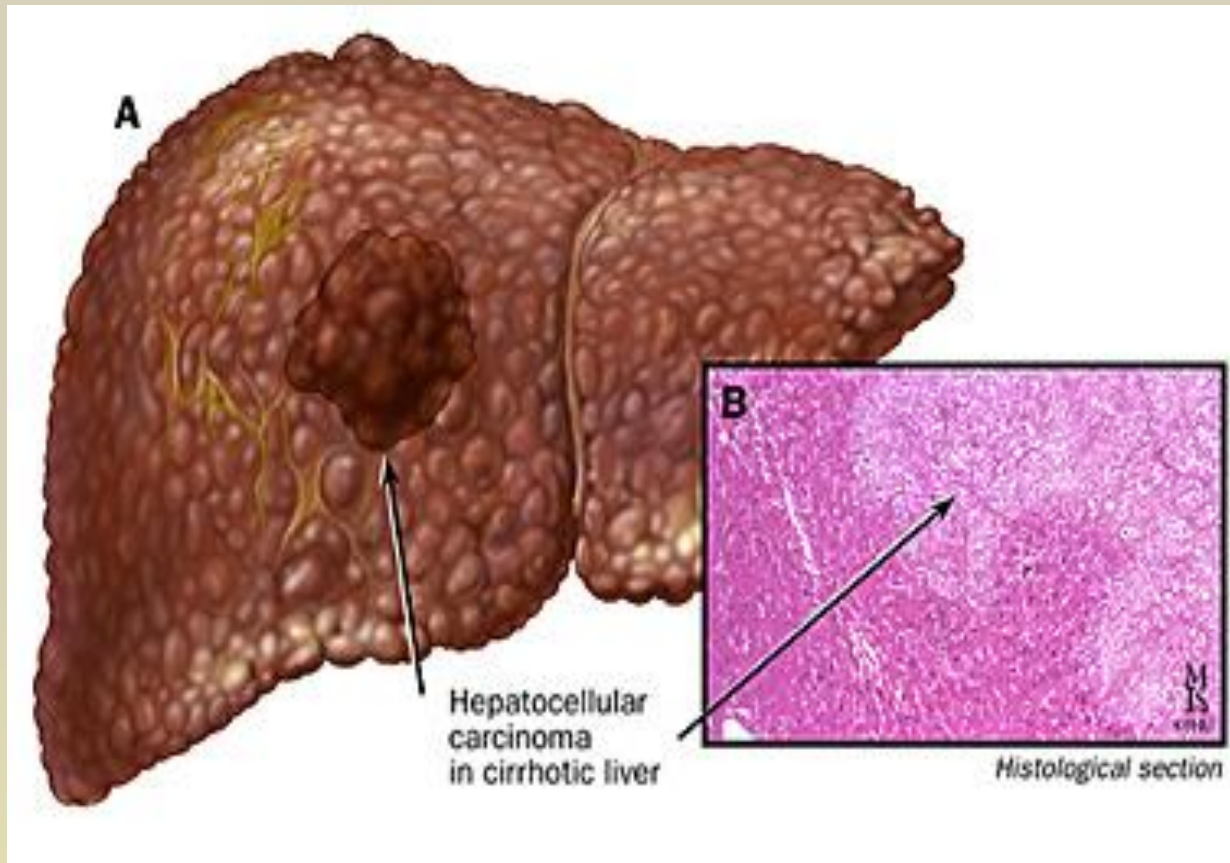 A
B
Hepatocellular
carcinoma
in cirrhotic liver
Histological section